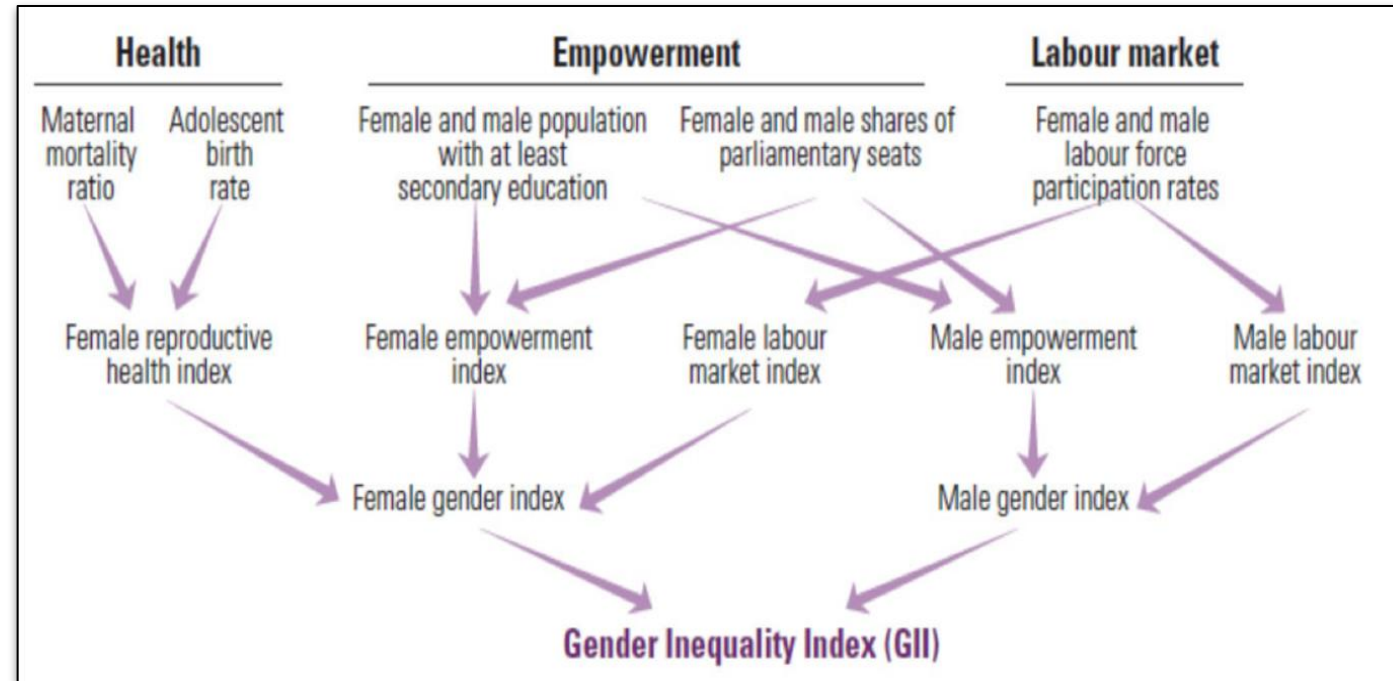 Health
Empowerment
Labour market
Maternal
mortality
ratio
Adolescent
birth
rate
Female and male population
with at least
secondary education
Female and male shares of
parliamentary seats
Female and male
labour force
participation rates
Female reproductive
health index
Female empowerment
index
Female labour
market index
Male empowerment
index
Male labour
market index
Female gender index
Male gender index
Gender Inequality Index (GII)